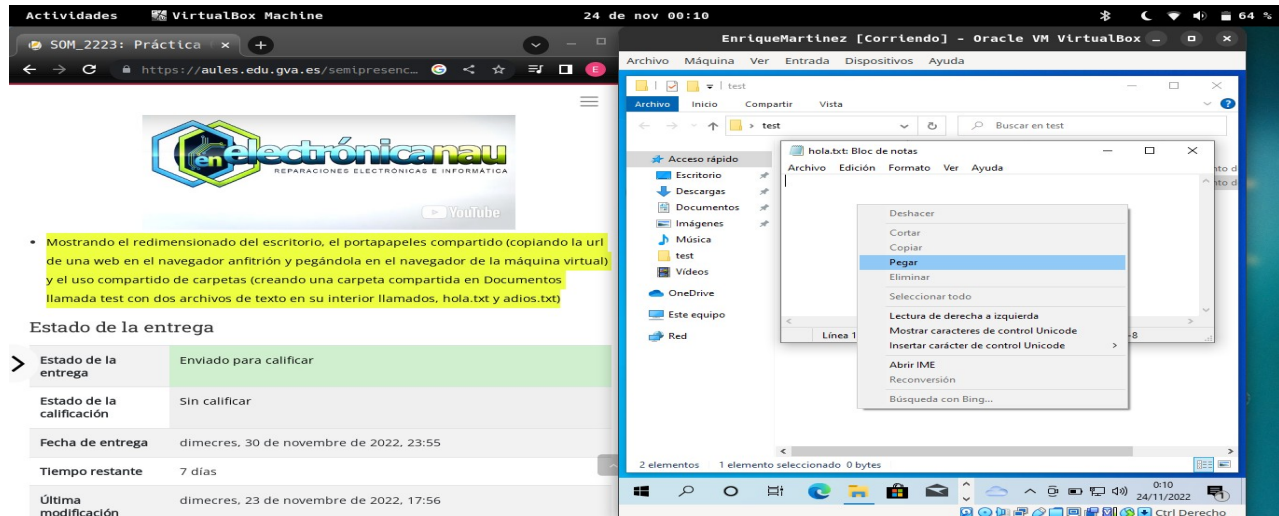 Actividades VirtualBox Machine 24 de nov 00:10 64 %
SOM_2223: Práctica
https://aules.edu.gva.es/semipresenc… E
en electrónicanau
REPARACIONES ELECTRÓNICAS E INFORMÁTICA
YouTube
• Mostrando el redimensionado del escritorio, el portapapeles compartido (copiando la url
de una web en el navegador anfitrión y pegándola en el navegador de la máquina virtual)
y el uso compartido de carpetas (creando una carpeta compartida en Documentos
llamada test con dos archivos de texto en su interior llamados, hola.txt y adios.txt)
Estado de la entrega
Estado de la
entrega
Enviado para calificar
Estado de la
calificación
Sin calificar
Fecha de entrega dimecres, 30 de novembre de 2022, 23:55
Tiempo restante 7 días
Última
modificación
dimecres, 23 de novembre de 2022, 17:56
EnriqueMartinez [Corriendo] - Oracle VM VirtualBox
Archivo Máquina Ver Entrada Dispositivos Ayuda
test
Archivo Inicio Compartir Vista
test Buscar en test
Acceso rápido
Escritorio
Descargas
Documentos
Imágenes
Música
test
Vídeos
OneDrive
Este equipo
Red
hola.txt: Bloc de notas
Archivo Edición Formato Ver Ayuda
Deshacer
Cortar
Copiar
Pegar
Eliminar
Seleccionar todo
Lectura de derecha a izquierda
Mostrar caracteres de control Unicode
Insertar carácter de control Unicode
Abrir IME
Reconversión
Búsqueda con Bing...
Línea 1 -8
nto d
nto d
2 elementos 1 elemento seleccionado 0 bytes
0:10
24/11/2022
Ctrl Derecho